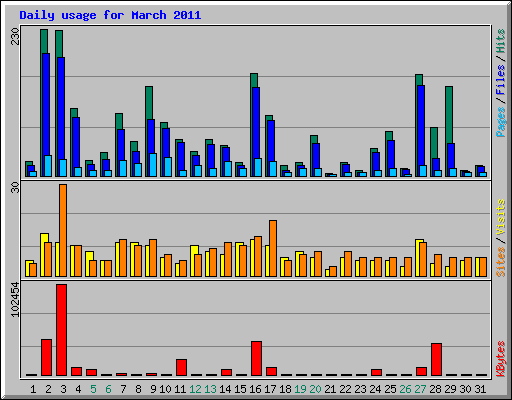 Daily usage for March 2011
230
Pages / Files / Hits
30
Sites / Visits
102454
KBytes
1 2 3 4 5 6 7 8 9 10 11 12 13 14 15 16 17 18 19 20 21 22 23 24 25 26 27 28 29 30 31